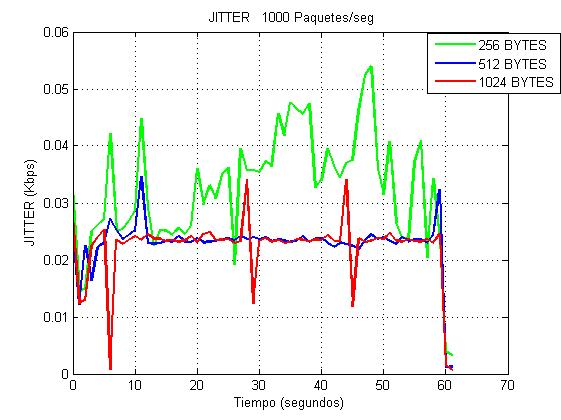 JITTER 1000 Paquetes/seg
256 BYTES
512 BYTES
1024 BYTES
JITTER (Kbps)
0.06
0.05
0.04
0.03
0.02
0.01
0
0 10 20 30 40 50 60 70
Tiempo (segundos)